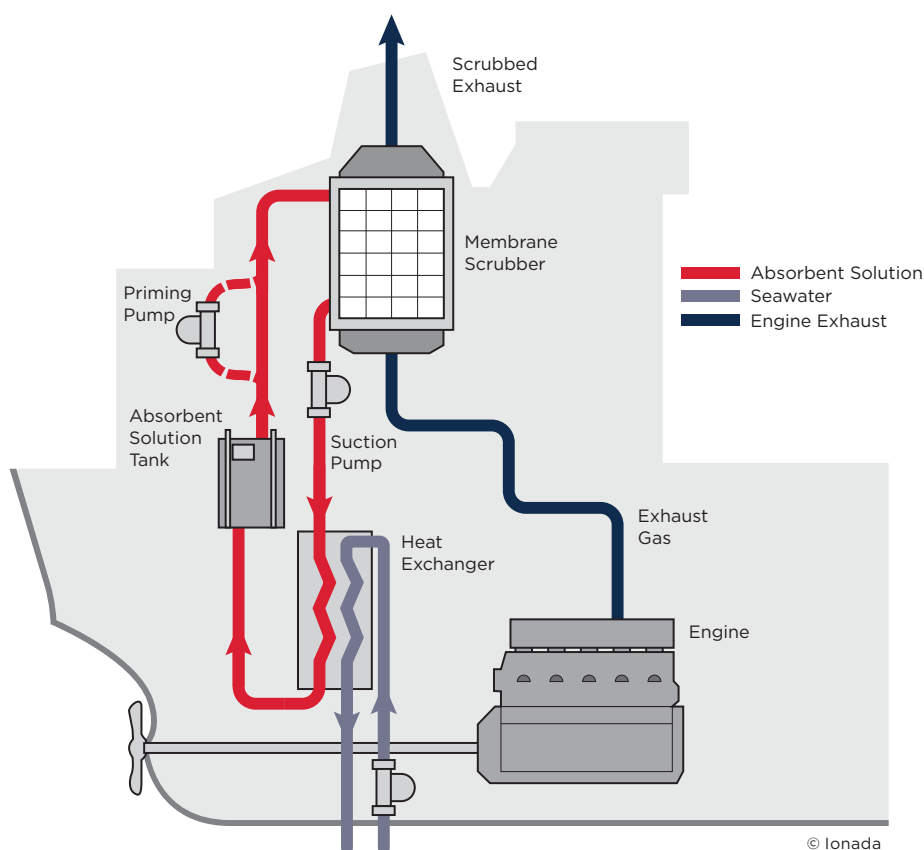 Scrubbed
Exhaust
Membrane
Scrubber
Absorbent Solution
Seawater
Engine Exhaust
Priming
Pump
Absorbent
Solution
Tank
Suction
Pump
Heat
Exchanger
Exhaust
Gas
Engine
© Ionada